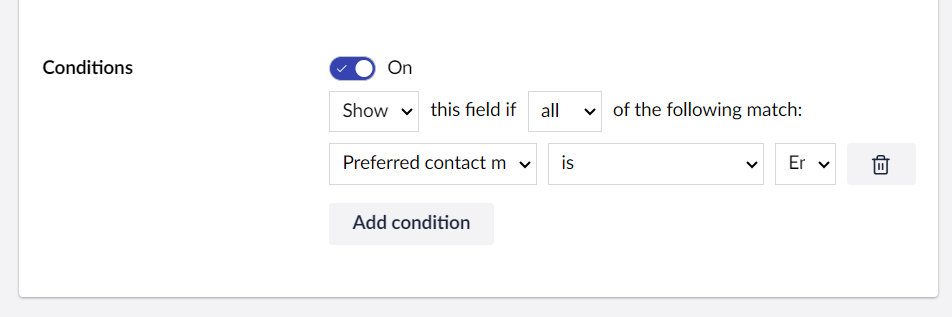 Conditions On
Show this field if all of the following match:
Preferred contact m is Er
Add condition